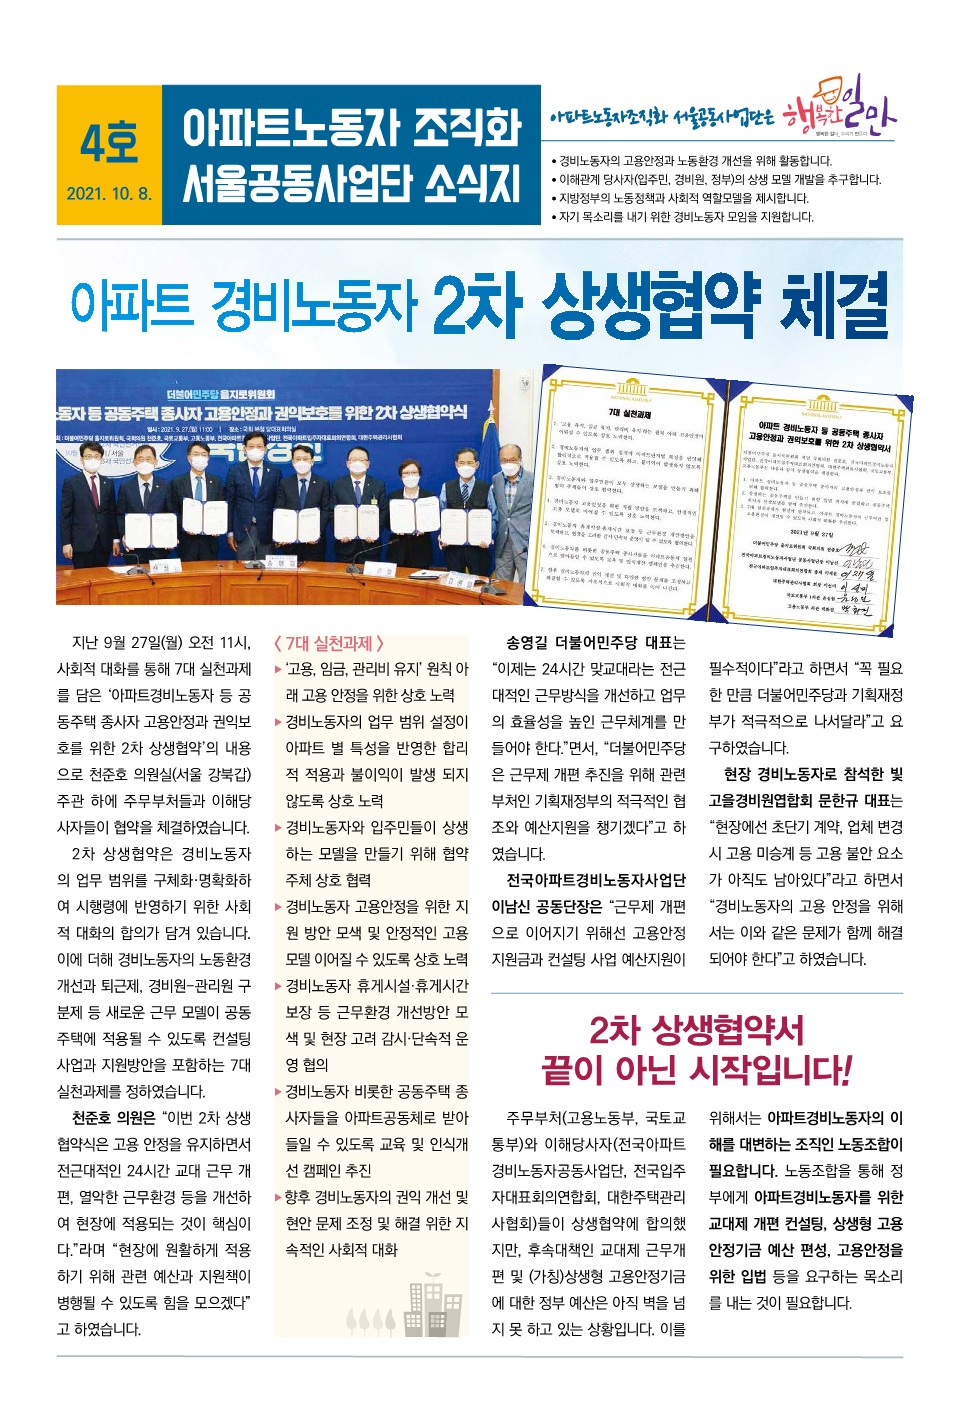 4호
2021. 10. 8.
아파트노동자 조직화
서울공동사업단 소식지
아파트노동자조직화 서울공동사업단은
행복한일만
• 경비노동자의 고용안정과 노동환경 개선을 위해 활동합니다.
• 이해관계 당사자(입주민, 경비원, 정부)의 상생 모델 개발을 추구합니다.
• 지방정부의 노동정책과 사회적 역할모델을 제시합니다.
• 자기 목소리를 내기 위한 경비노동자 모임을 지원합니다.
아파트 경비노동자 2차 상생협약 체결
더불어민주당 을지로위원회
노동자 등 공동주택 종사자 고용안정과 권익보호를 위한 2차 상생협약식
일시 : 2021. 9. 27.(월) 11:00 | 장소 : 국회 본청 당대표회의실
7대 실천과제
아파트 경비노동자 등 공동주택 종사자
고용안정과 권익보호를 위한 2차 상생협약서
2021년 9월 27일
지난 9월 27일(월) 오전 11시,
사회적 대화를 통해 7대 실천과제
를 담은 ‘아파트경비노동자 등 공
동주택 종사자 고용안정과 권익보
호를 위한 2차 상생협약’의 내용
으로 천준호 의원실(서울 강북갑)
주관 하에 주무부처들과 이해당
사자들이 협약을 체결하였습니다.
2차 상생협약은 경비노동자
의 업무 범위를 구체화·명확화하
여 시행령에 반영하기 위한 사회
적 대화의 합의가 담겨 있습니다.
이에 더해 경비노동자의 노동환경
개선과 퇴근제, 경비원–관리원 구
분제 등 새로운 근무 모델이 공동
주택에 적용될 수 있도록 컨설팅
사업과 지원방안을 포함하는 7대
실천과제를 정하였습니다.
천준호 의원은 “이번 2차 상생
협약식은 고용 안정을 유지하면서
전근대적인 24시간 교대 근무 개
편, 열악한 근무환경 등을 개선하
여 현장에 적용되는 것이 핵심이
다.”라며 “현장에 원활하게 적용
하기 위해 관련 예산과 지원책이
병행될 수 있도록 힘을 모으겠다”
고 하였습니다.
〈 7대 실천과제 〉
▶ ‘고용, 임금, 관리비 유지’ 원칙 아
래 고용 안정을 위한 상호 노력
▶ 경비노동자의 업무 범위 설정이
아파트 별 특성을 반영한 합리
적 적용과 불이익이 발생 되지
않도록 상호 노력
▶ 경비노동자와 입주민들이 상생
하는 모델을 만들기 위해 협약
주체 상호 협력
▶ 경비노동자 고용안정을 위한 지
원 방안 모색 및 안정적인 고용
모델 이어질 수 있도록 상호 노력
▶ 경비노동자 휴게시설·휴게시간
보장 등 근무환경 개선방안 모
색 및 현장 고려 감시·단속적 운
영 협의
▶ 경비노동자 비롯한 공동주택 종
사자들을 아파트공동체로 받아
들일 수 있도록 교육 및 인식개
선 캠페인 추진
▶ 향후 경비노동자의 권익 개선 및
현안 문제 조정 및 해결 위한 지
속적인 사회적 대화
송영길 더불어민주당 대표는
“이제는 24시간 맞교대라는 전근
대적인 근무방식을 개선하고 업무
의 효율성을 높인 근무체계를 만
들어야 한다.”면서, “더불어민주당
은 근무제 개편 추진을 위해 관련
부처인 기획재정부의 적극적인 협
조와 예산지원을 챙기겠다”고 하
였습니다.
전국아파트경비노동자사업단
이남신 공동단장은 “근무제 개편
으로 이어지기 위해선 고용안정
지원금과 컨설팅 사업 예산지원이
필수적이다”라고 하면서 “꼭 필요
한 만큼 더불어민주당과 기획재정
부가 적극적으로 나서달라”고 요
구하였습니다.
현장 경비노동자로 참석한 빛
고을경비원엽합회 문한규 대표는
“현장에선 초단기 계약, 업체 변경
시 고용 미승계 등 고용 불안 요소
가 아직도 남아있다”라고 하면서
“경비노동자의 고용 안정을 위해
서는 이와 같은 문제가 함께 해결
되어야 한다”고 하였습니다.
2차 상생협약서
끝이 아닌 시작입니다!
주무부처(고용노동부, 국토교
통부)와 이해당사자(전국아파트
경비노동자공동사업단, 전국입주
자대표회의연합회, 대한주택관리
사협회)들이 상생협약에 합의했
지만, 후속대책인 교대제 근무개
편 및 (가칭)상생형 고용안정기금
에 대한 정부 예산은 아직 벽을 넘
지 못 하고 있는 상황입니다. 이를
위해서는 아파트경비노동자의 이
해를 대변하는 조직인 노동조합이
필요합니다. 노동조합을 통해 정
부에게 아파트경비노동자를 위한
교대제 개편 컨설팅, 상생형 고용
안정기금 예산 편성, 고용안정을
위한 입법 등을 요구하는 목소리
를 내는 것이 필요합니다.